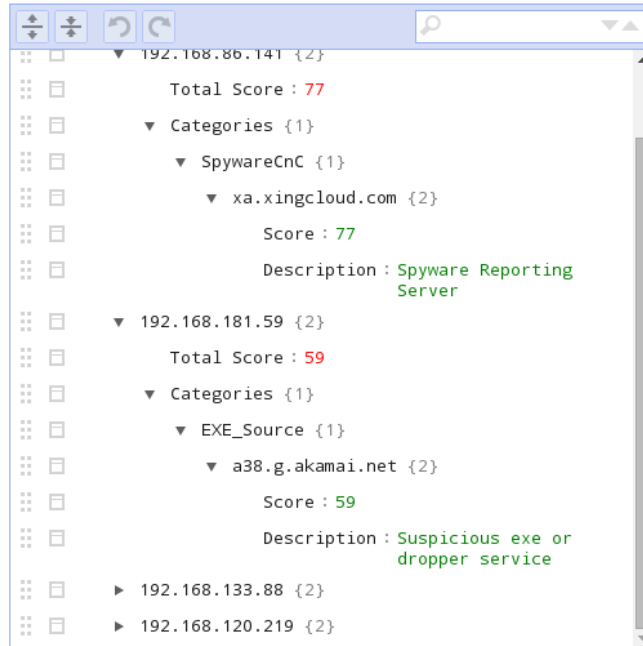 192.168.86.141 {2}
Total Score : 77
Categories {1}
SpywareCnC {1}
xa.xingcloud.com {2}
Score : 77
Description : Spyware Reporting
Server
192.168.181.59 {2}
Total Score : 59
Categories {1}
EXE_Source {1}
a38.g.akamai.net {2}
Score : 59
Description : Suspicious exe or
dropper service
192.168.133.88 {2}
192.168.120.219 {2}